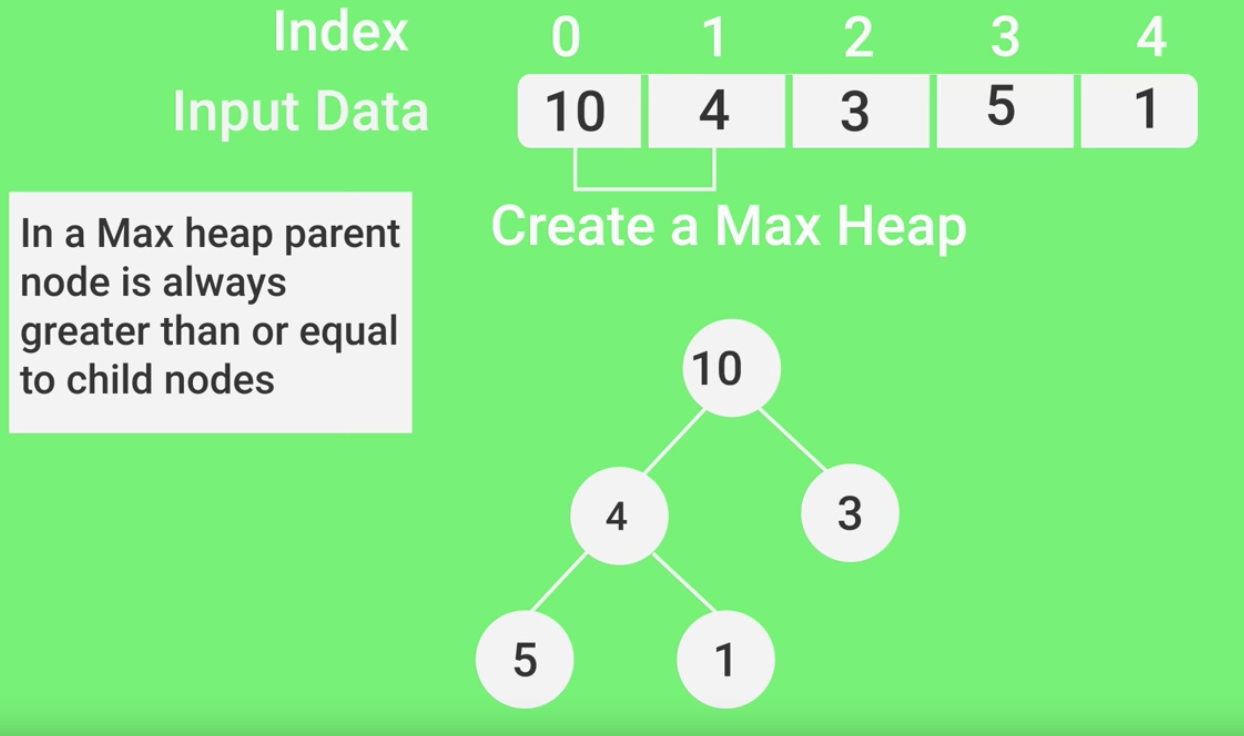 Index 0 1 2 3 4
Input Data 10 4 3 5 1
In a Max heap parent
node is always
greater than or equal
to child nodes
Create a Max Heap
10
4 3
5 1